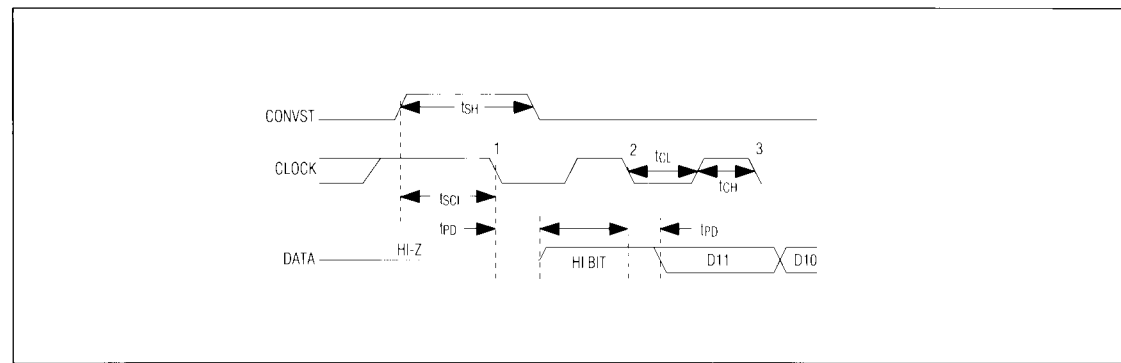 CONVST
tSH
CLOCK
1
2
tCL
3
tCH
tSCI
tPD
tPD
DATA
HI-Z
HI BIT
D11
D10